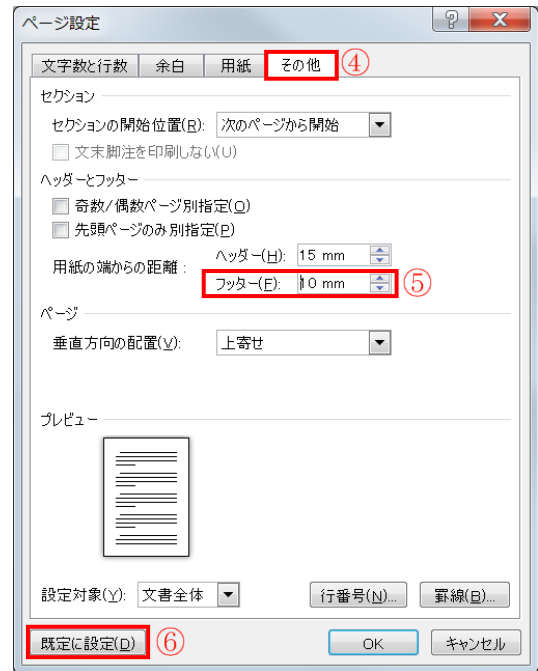 ページ設定
文字数と行数 余白 用紙 その他 ④
セクション
セクションの開始位置(R): 次のページから開始
文末脚注を印刷しない(U)
ヘッダーとフッター
奇数/偶数ページ別指定(O)
先頭ページのみ別指定(P)
用紙の端からの距離:
ヘッダー(H): 15 mm
フッター(F): 10 mm ⑤
ページ
垂直方向の配置(V): 上寄せ
プレビュー
設定対象(Y): 文書全体 行番号(N)... 罫線(B)...
既定に設定(D) ⑥ OK キャンセル